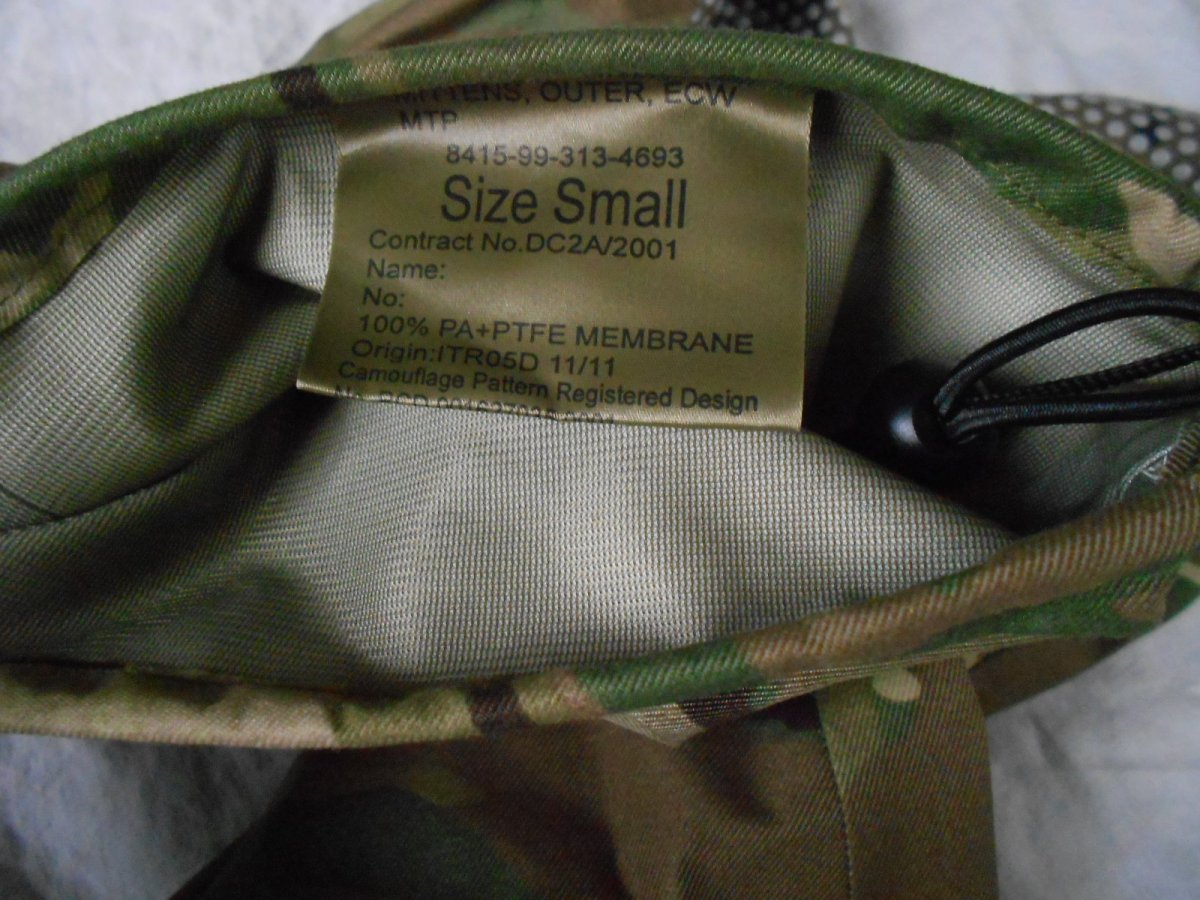 MITTENS, OUTER, ECW
MTP
8415-99-313-4693
Size Small
Contract No.DC2A/2001
Name:
No:
100% PA+PTFE MEMBRANE
Origin:ITR05D 11/11
Camouflage Pattern Registered Design